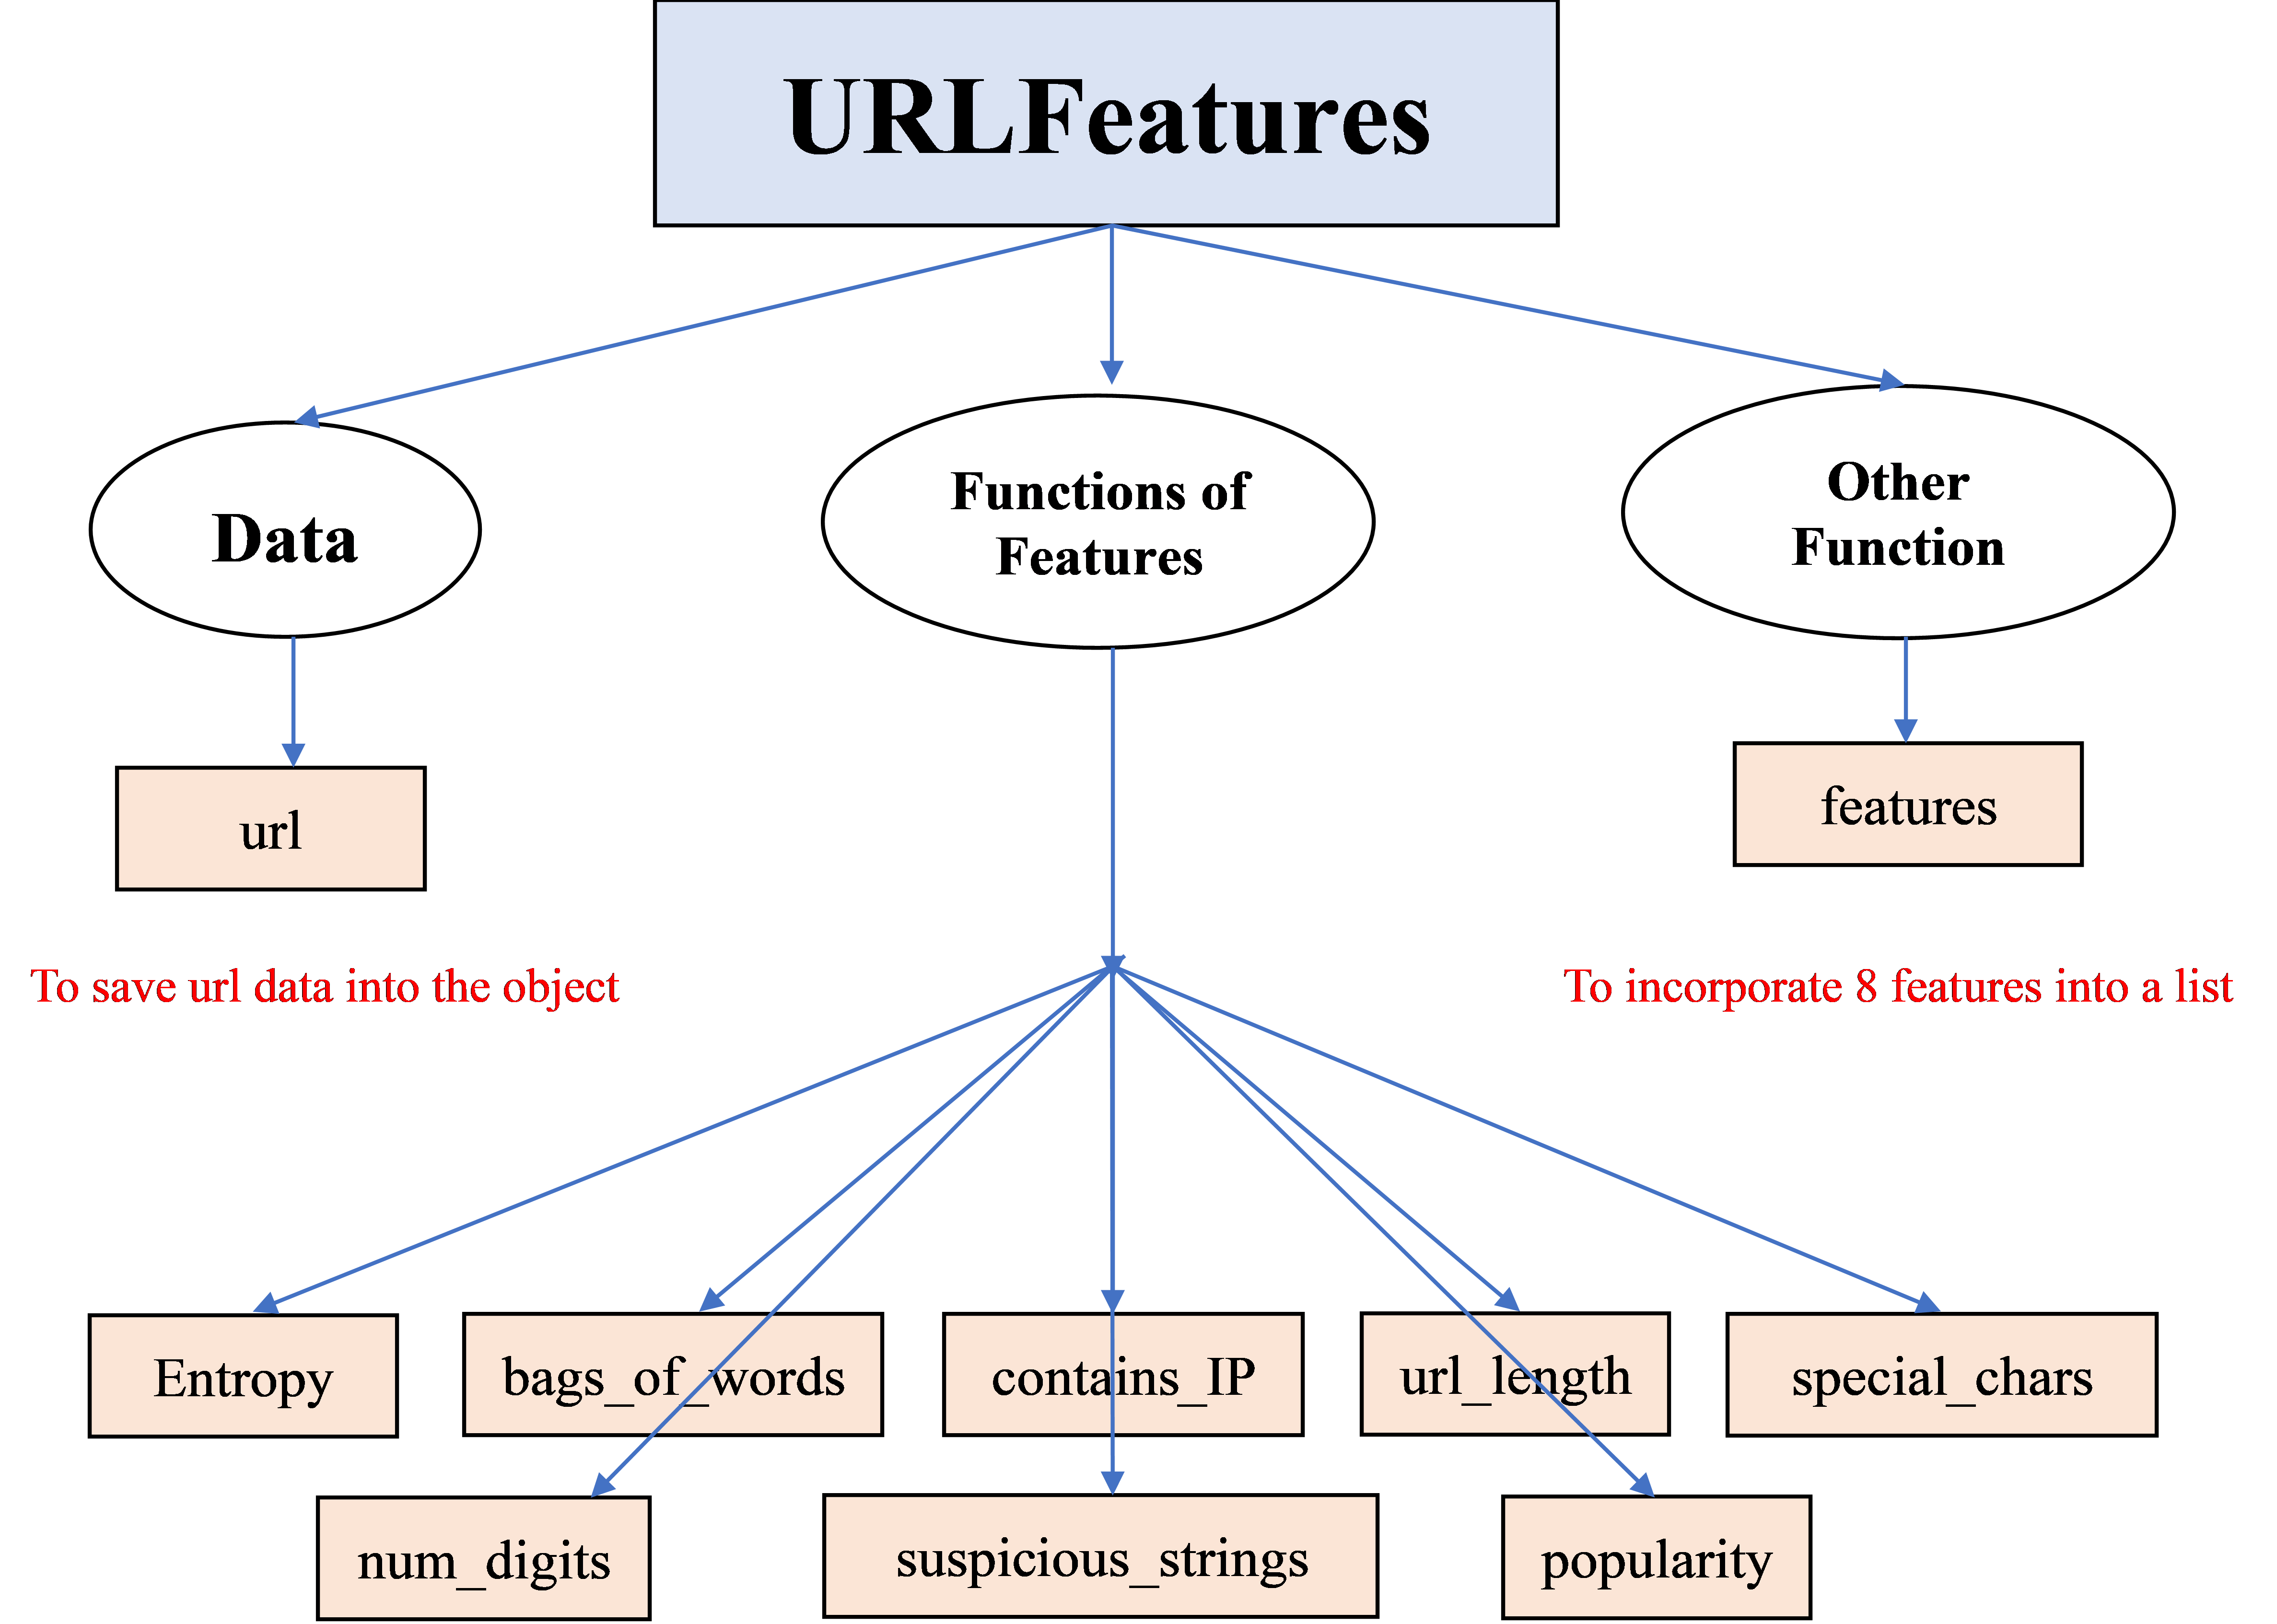 URLFeatures
Data
Functions of
Features
Other
Function
url
features
To save url data into the object
To incorporate 8 features into a list
Entropy
bags_of_words
contains_IP
url_length
special_chars
num_digits
suspicious_strings
popularity